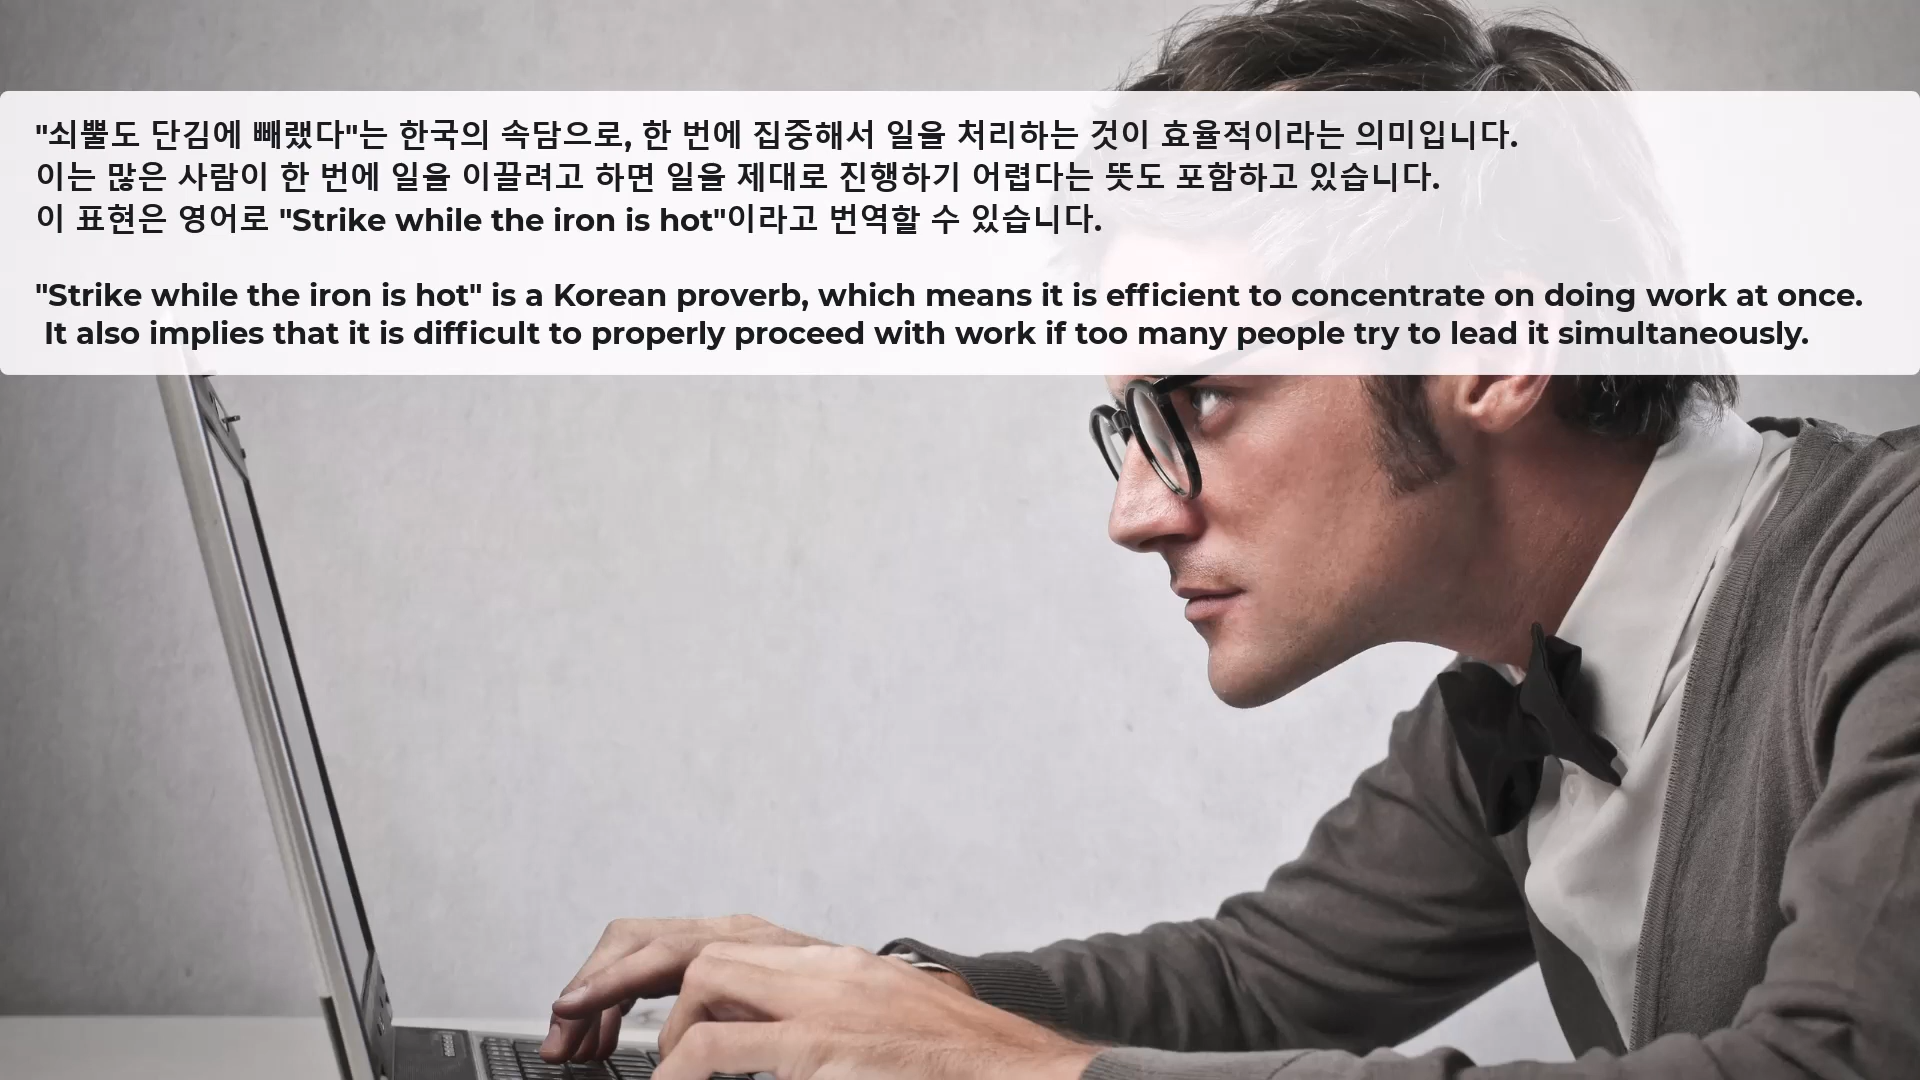 "쇠뿔도 단김에 빼랬다"는 한국의 속담으로, 한 번에 집중해서 일을 처리하는 것이 효율적이라는 의미입니다.
이는 많은 사람이 한 번에 일을 이끌려고 하면 일을 제대로 진행하기 어렵다는 뜻도 포함하고 있습니다.
이 표현은 영어로 "Strike while the iron is hot"이라고 번역할 수 있습니다.
"Strike while the iron is hot" is a Korean proverb, which means it is efficient to concentrate on doing work at once.
It also implies that it is difficult to properly proceed with work if too many people try to lead it simultaneously.